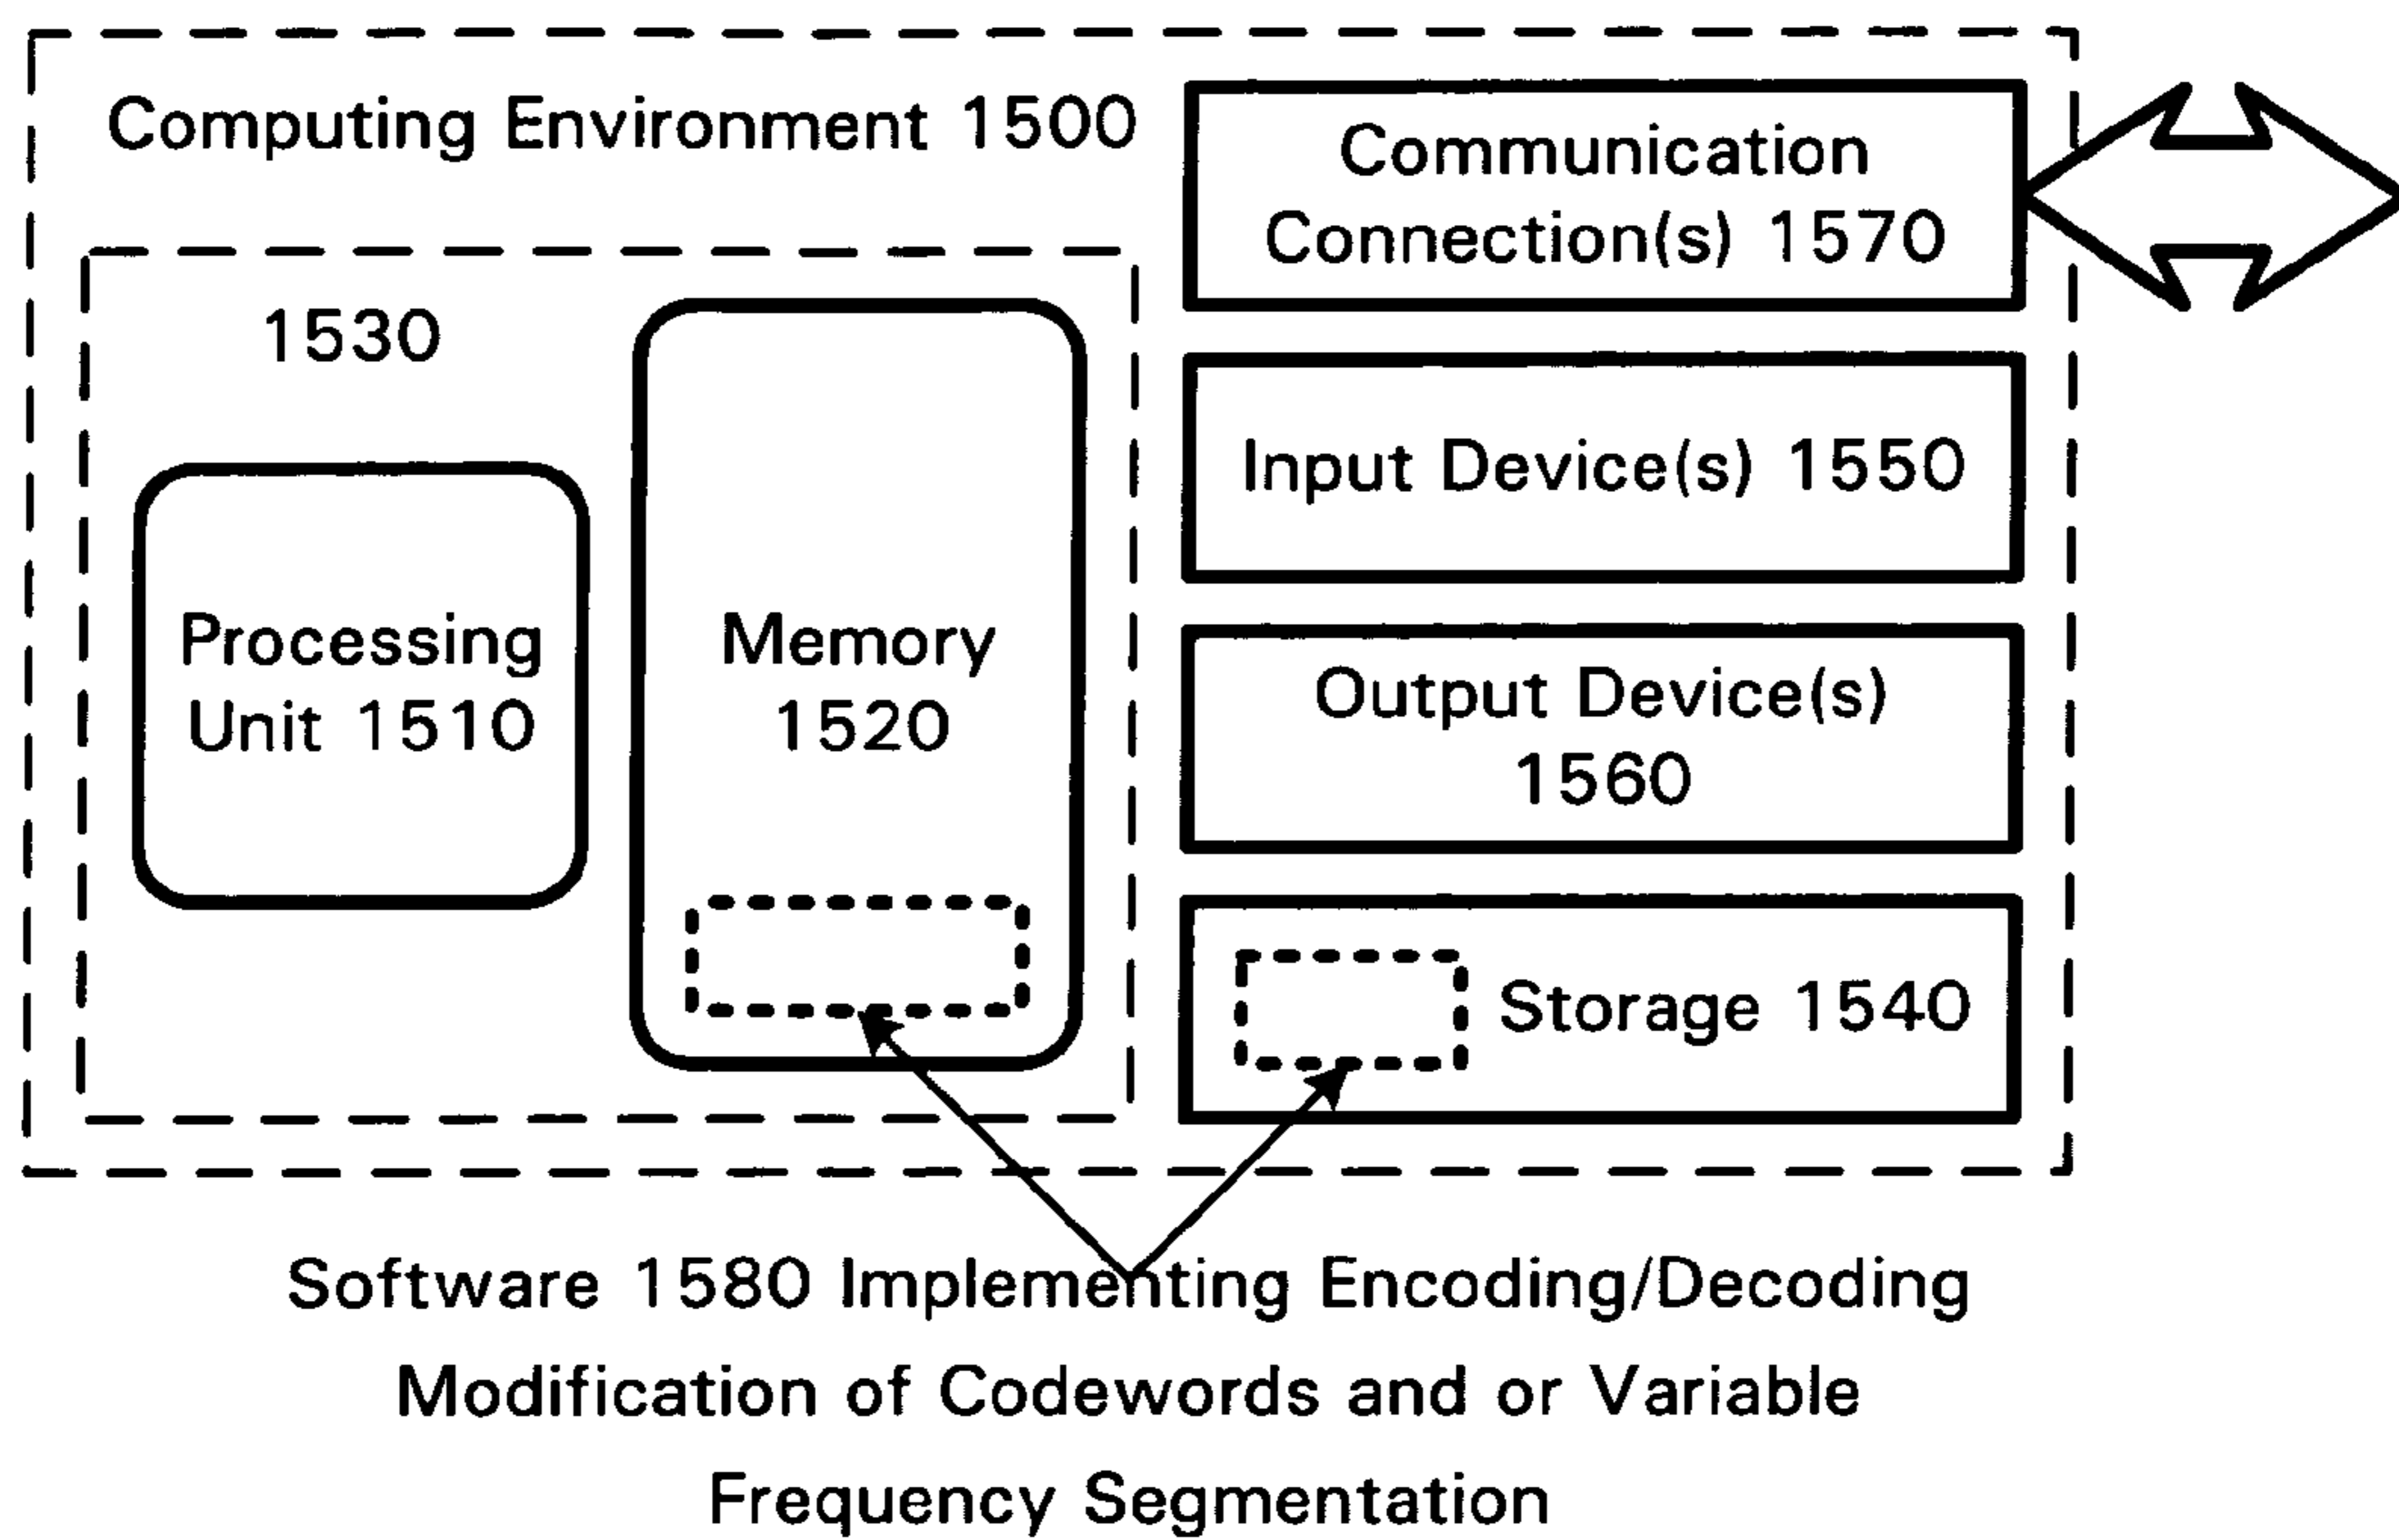 Computing Environment 1500
Communication
Connection(s) 1570
1530
Input Device(s) 1550
Processing
Unit 1510
Memory
1520
Output Device(s)
1560
Storage 1540
Software 1580 Implementing Encoding/Decoding
Modification of Codewords and or Variable
Frequency Segmentation